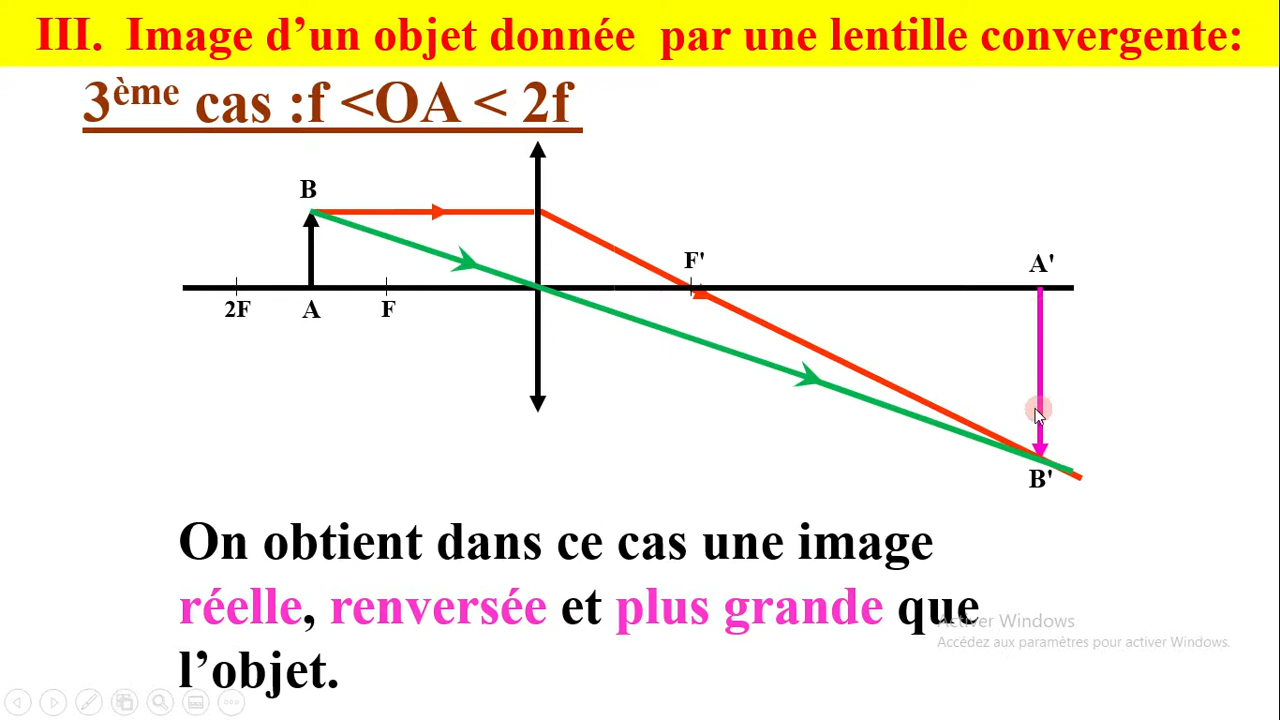 III. Image d’un objet donnée par une lentille convergente:
3ème cas :f <OA < 2f
B
F'
A'
2F
A
F
B'
On obtient dans ce cas une image
réelle, renversée et plus grande que
l’objet.
Activer Windows
Accédez aux paramètres pour activer Windows.